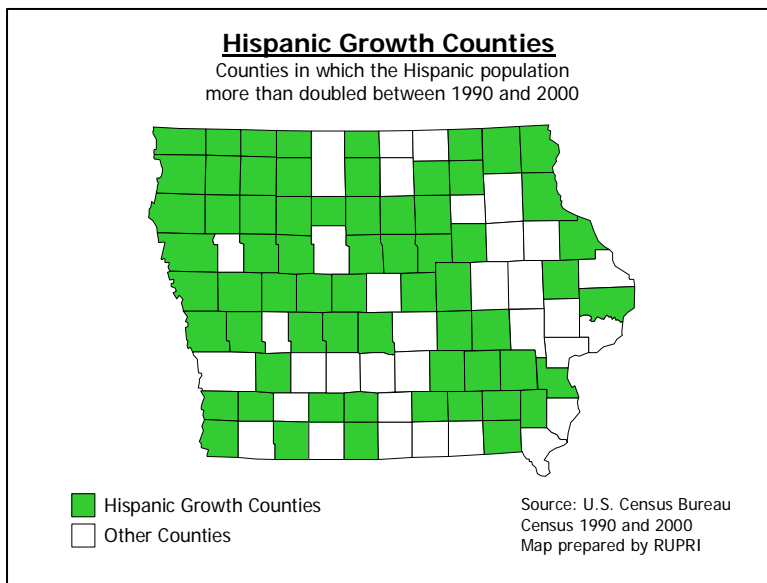 Hispanic Growth Counties
Counties in which the Hispanic population
more than doubled between 1990 and 2000
Hispanic Growth Counties
Other Counties
Source: U.S. Census Bureau
Census 1990 and 2000
Map prepared by RUPRI